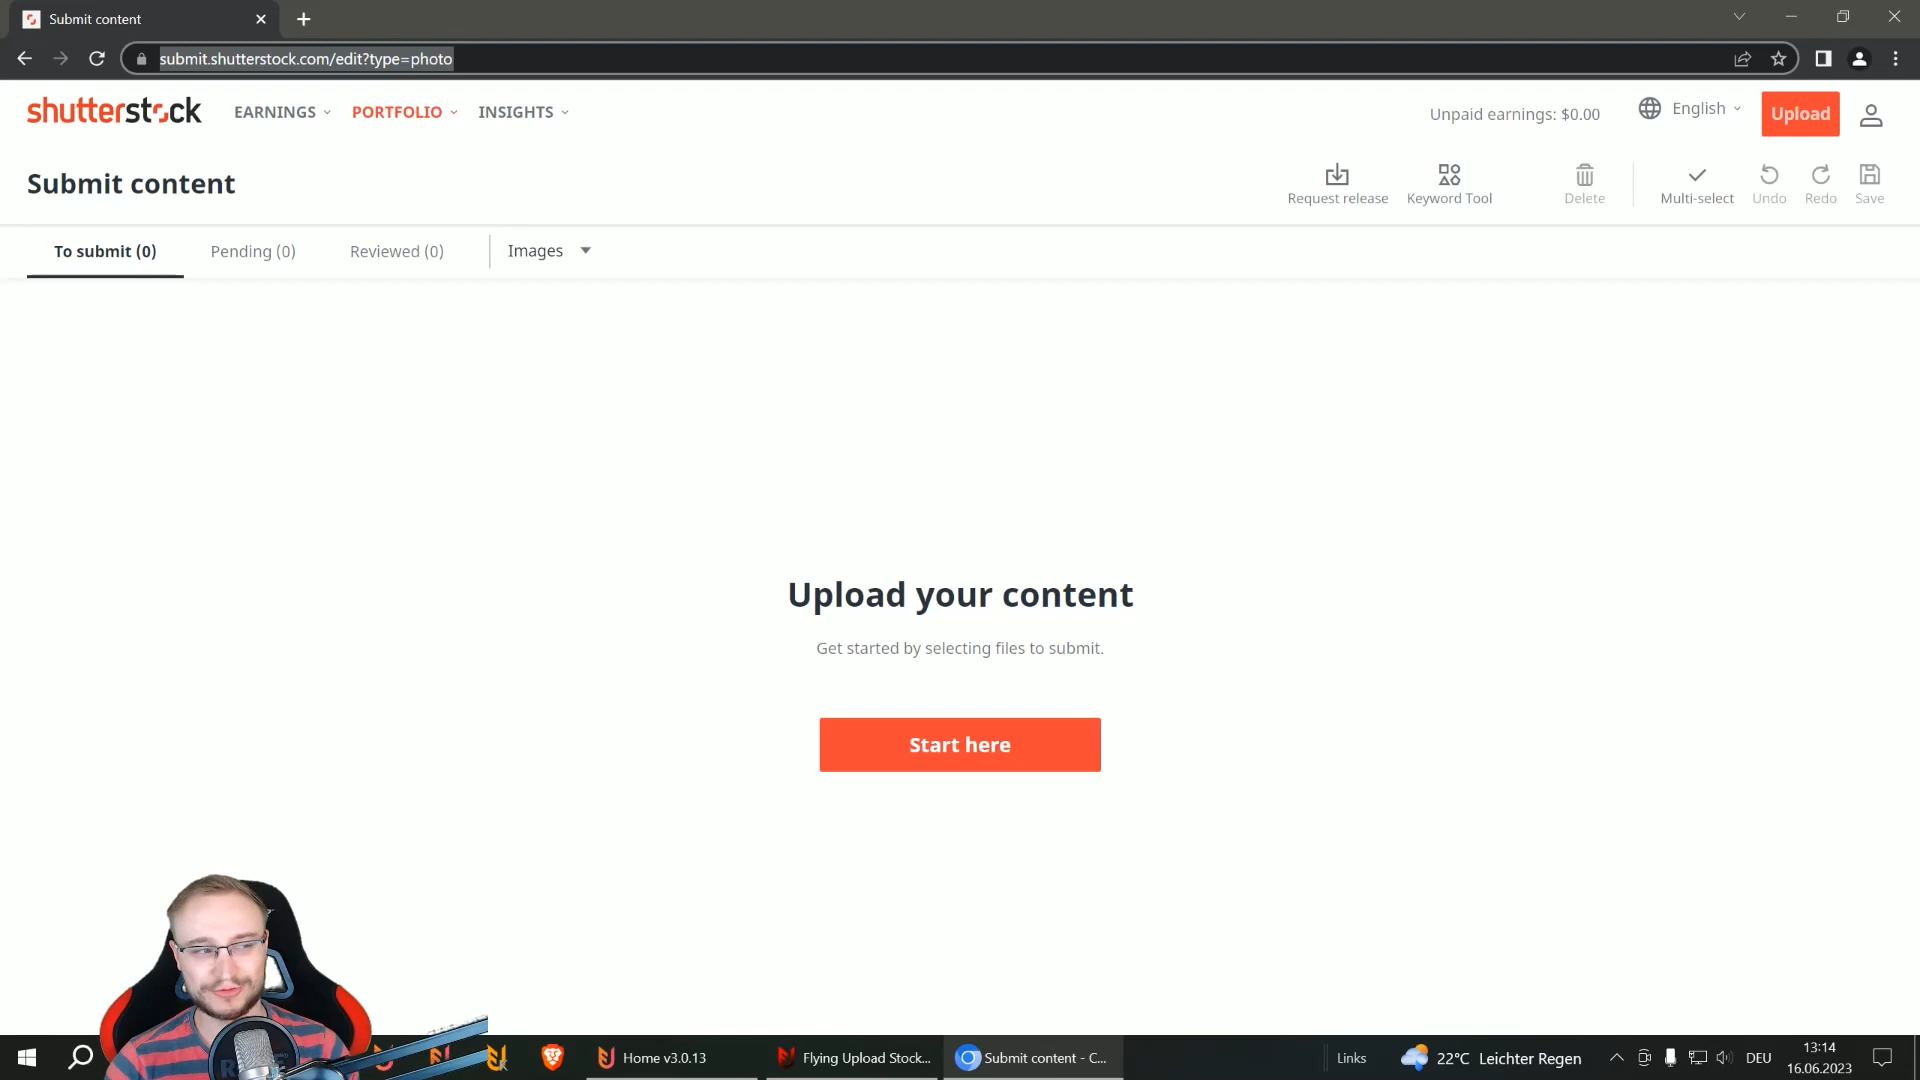 Submit content
submit.shutterstock.com/edit?type=photo
shutterstock
EARNINGS
PORTFOLIO
INSIGHTS
Unpaid earnings: $0.00
English
Upload
Submit content
Request release
Keyword Tool
Delete
Multi-select
Undo
Redo
Save
To submit (0)
Pending (0)
Reviewed (0)
Images
Upload your content
Get started by selecting files to submit.
Start here
Home v3.0.13
Flying Upload Stock...
Submit content - C...
Links
22°C Leichter Regen
DEU
13:14
16.06.2023